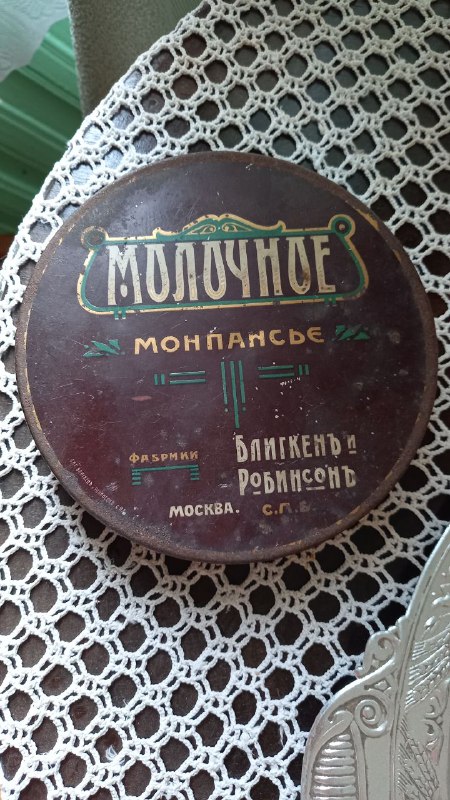 МОЛОЧНОЕ
МОНПАНСЬЕ
ФАБРИКИ
БЛИГКЕНЪ И
РОБИНСОНЪ
МОСКВА. С.П.Б.